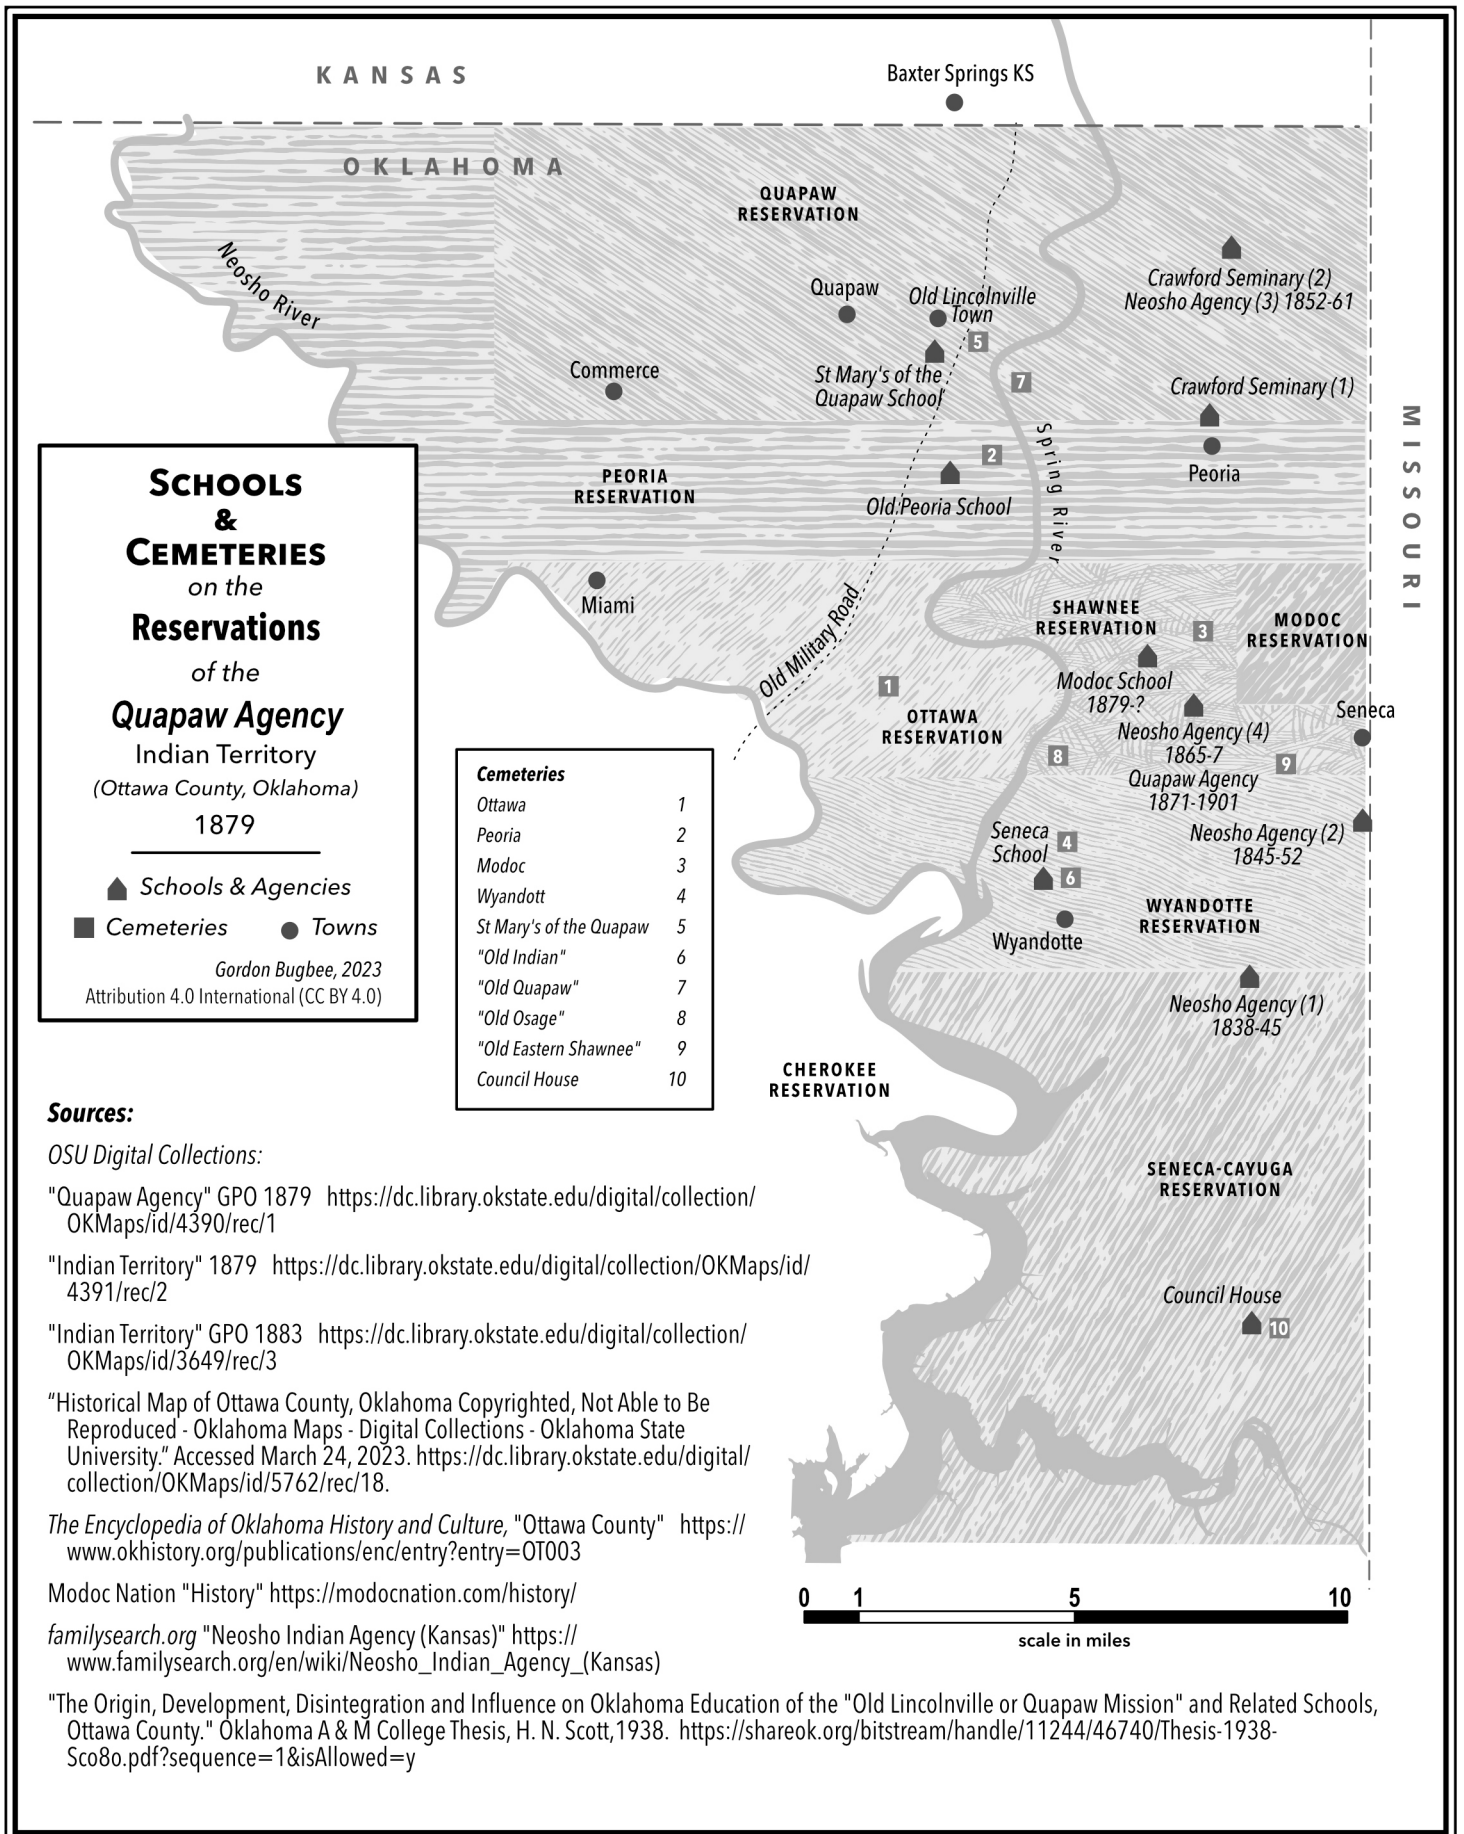 KANSAS
Baxter Springs KS
OKLAHOMA
QUAPAW
RESERVATION
Neosho River
Crawford Seminary (2)
Neosho Agency (3) 1852-61
Quapaw
Old Lincolnville
Town
5
St Mary's of the
Quapaw School
Commerce
7
Crawford Seminary (1)
MISSOURI
Spring River
2
Peoria
PEORIA
RESERVATION
Old Peoria School
Miami
Old Military Road
SHAWNEE
RESERVATION
3
MODOC
RESERVATION
Modoc School
1879-?
1
OTTAWA
RESERVATION
Seneca
Neosho Agency (4)
1865-7
Quapaw Agency
1871-1901
8
9
Seneca
School
4
6
Neosho Agency (2)
1845-52
WYANDOTTE
RESERVATION
Wyandotte
Neosho Agency (1)
1838-45
CHEROKEE
RESERVATION
SENECA-CAYUGA
RESERVATION
Council House
10
SCHOOLS
&
CEMETERIES
on the
Reservations
of the
Quapaw Agency
Indian Territory
(Ottawa County, Oklahoma)
1879
Schools & Agencies
Cemeteries Towns
Gordon Bugbee, 2023
Attribution 4.0 International (CC BY 4.0)
Cemeteries
Ottawa 1
Peoria 2
Modoc 3
Wyandott 4
St Mary's of the Quapaw 5
"Old Indian" 6
"Old Quapaw" 7
"Old Osage" 8
"Old Eastern Shawnee" 9
Council House 10
Sources:
OSU Digital Collections:
"Quapaw Agency" GPO 1879 https://dc.library.okstate.edu/digital/collection/
OKMaps/id/4390/rec/1
"Indian Territory" 1879 https://dc.library.okstate.edu/digital/collection/OKMaps/id/
4391/rec/2
"Indian Territory" GPO 1883 https://dc.library.okstate.edu/digital/collection/
OKMaps/id/3649/rec/3
“Historical Map of Ottawa County, Oklahoma Copyrighted, Not Able to Be
Reproduced - Oklahoma Maps - Digital Collections - Oklahoma State
University.” Accessed March 24, 2023. https://dc.library.okstate.edu/digital/
collection/OKMaps/id/5762/rec/18.
The Encyclopedia of Oklahoma History and Culture, "Ottawa County" https://
www.okhistory.org/publications/enc/entry?entry=OT003
Modoc Nation "History" https://modocnation.com/history/
familysearch.org "Neosho Indian Agency (Kansas)" https://
www.familysearch.org/en/wiki/Neosho_Indian_Agency_(Kansas)
"The Origin, Development, Disintegration and Influence on Oklahoma Education of the "Old Lincolnville or Quapaw Mission" and Related Schools,
Ottawa County." Oklahoma A & M College Thesis, H. N. Scott,1938. https://shareok.org/bitstream/handle/11244/46740/Thesis-1938-
Sco8o.pdf?sequence=1&isAllowed=y
0 1 5 10
scale in miles